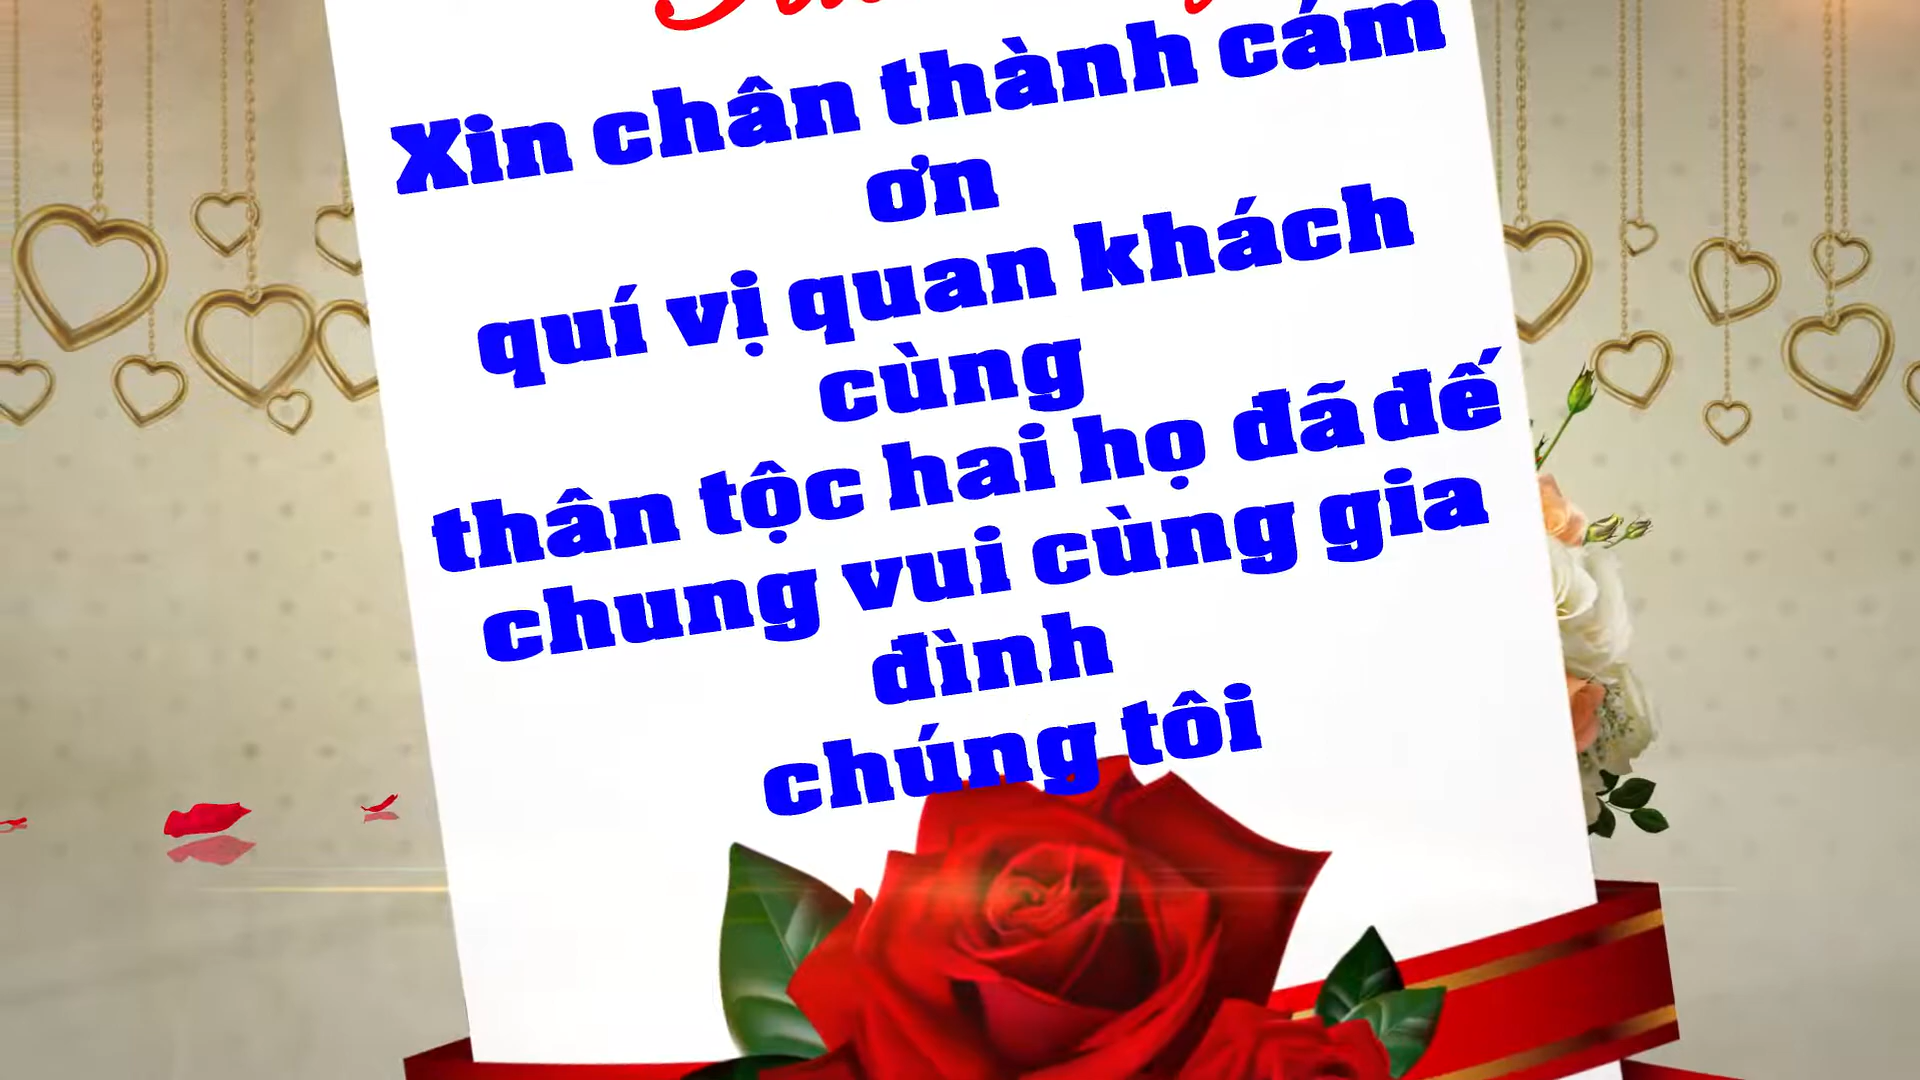 Xin chân thành cám
ơn
quí vị quan khách
cùng
thân tộc hai họ đã đế
chung vui cùng gia
đình
chúng tôi